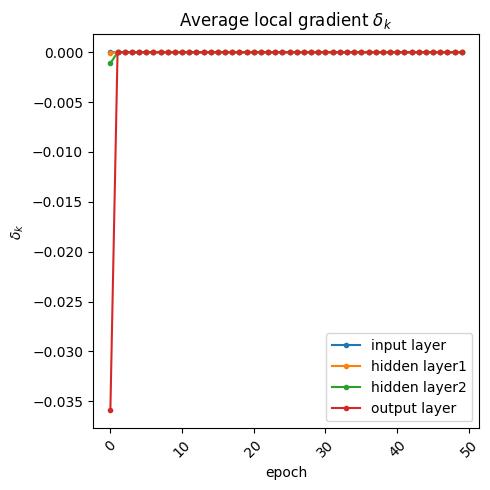 Average local gradient δk
0.000
−0.005
−0.010
−0.015
−0.020
−0.025
−0.030
−0.035
δk
0
10
20
30
40
50
epoch
input layer
hidden layer1
hidden layer2
output layer